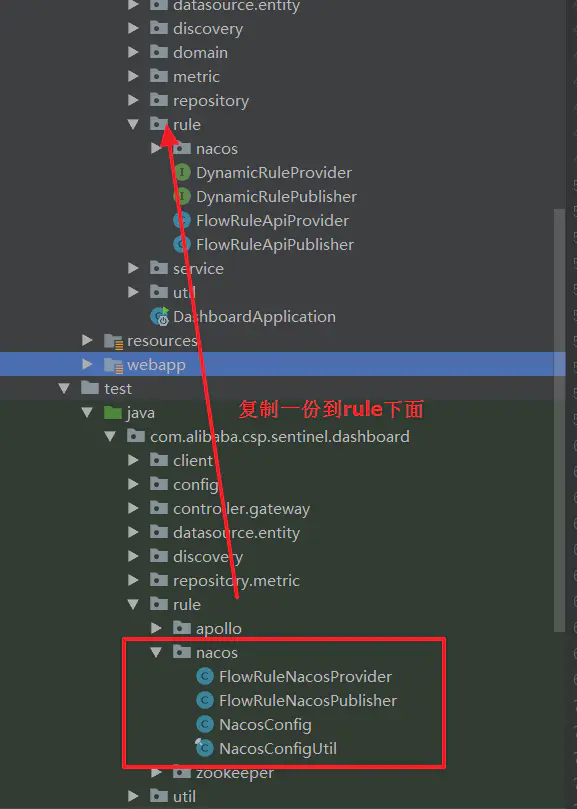 datasource.entity
discovery
domain
metric
repository
rule
nacos
DynamicRuleProvider
DynamicRulePublisher
FlowRuleApiProvider
FlowRuleApiPublisher
service
util
DashboardApplication
resources
webapp
test
复制一份到rule下面
java
com.alibaba.csp.sentinel.dashboard
client
config
controller.gateway
datasource.entity
discovery
repository.metric
rule
apollo
nacos
FlowRuleNacosProvider
FlowRuleNacosPublisher
NacosConfig
NacosConfigUtil
zookeeper
util